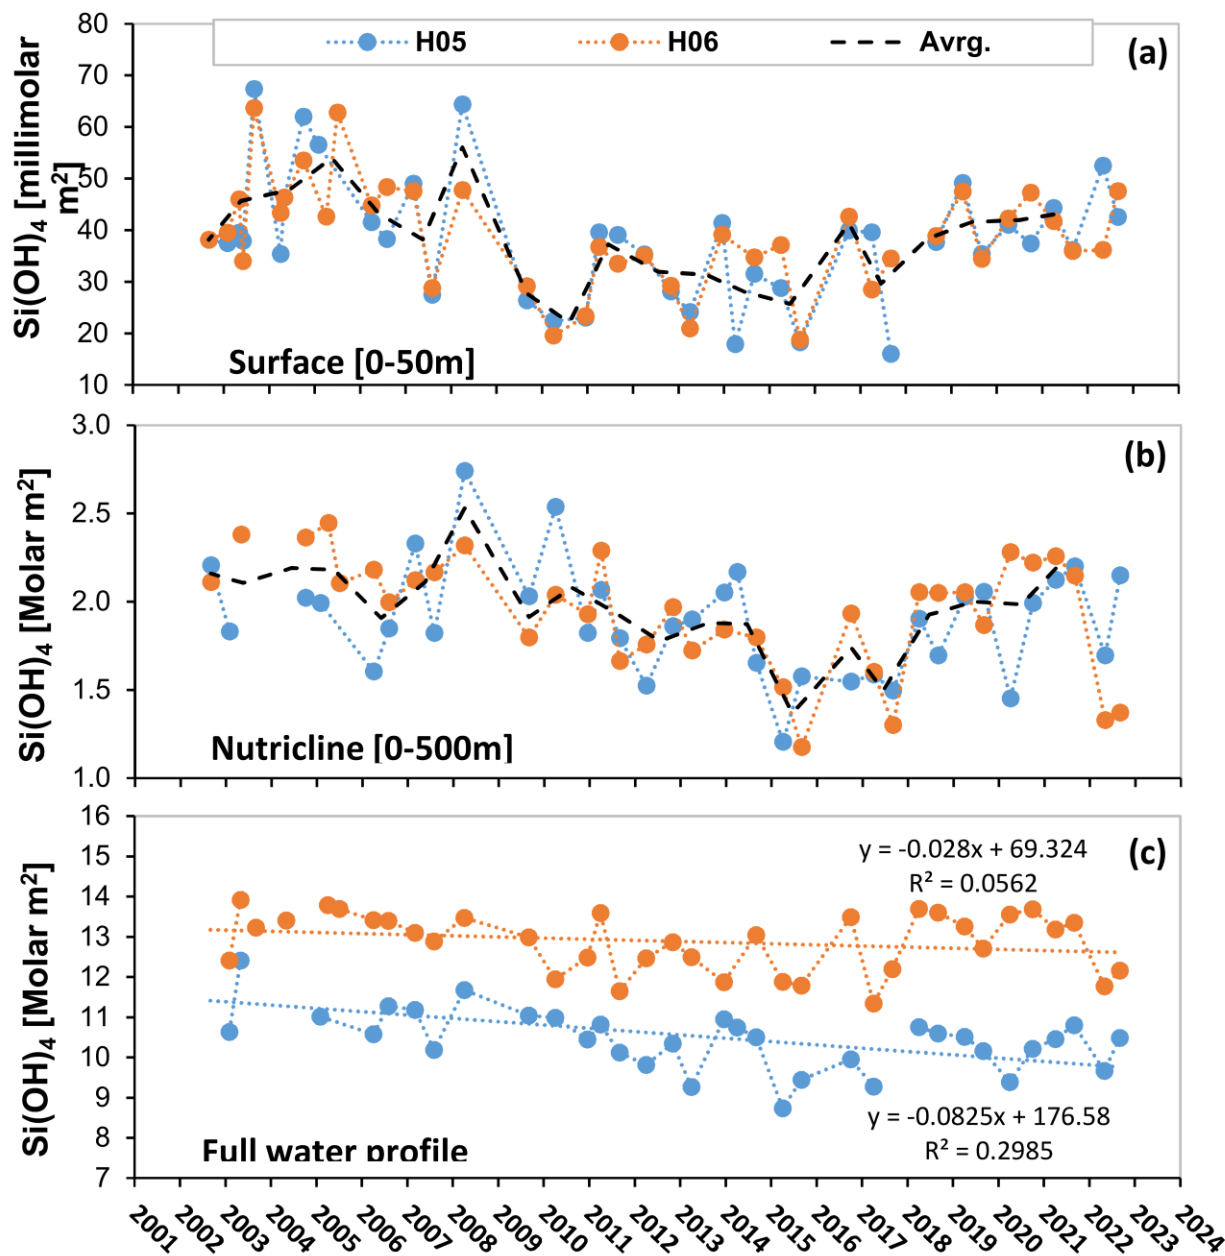 H05 H06 Avrg.
(a)
80
70
60
50
40
30
20
10
Si(OH)4 [millimolar
m²]
Surface [0-50m]
(b)
3.0
2.5
2.0
1.5
1.0
Si(OH)4 [Molar m²]
Nutricline [0-500m]
(c)
16
15
14
13
12
11
10
9
8
7
Si(OH)4 [Molar m²]
y = -0.028x + 69.324
R² = 0.0562
y = -0.0825x + 176.58
R² = 0.2985
Full water profile
2001 2002 2003 2004 2005 2006 2007 2008 2009 2010 2011 2012 2013 2014 2015 2016 2017 2018 2019 2020 2021 2022 2023 2024